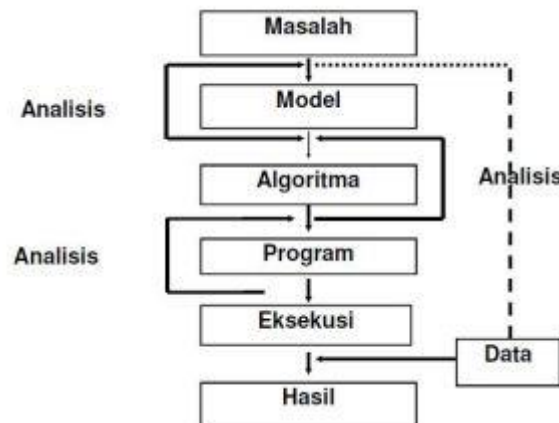 Masalah
Analisis
Model
Algoritma
Analisis
Analisis
Program
Eksekusi
Data
Hasil